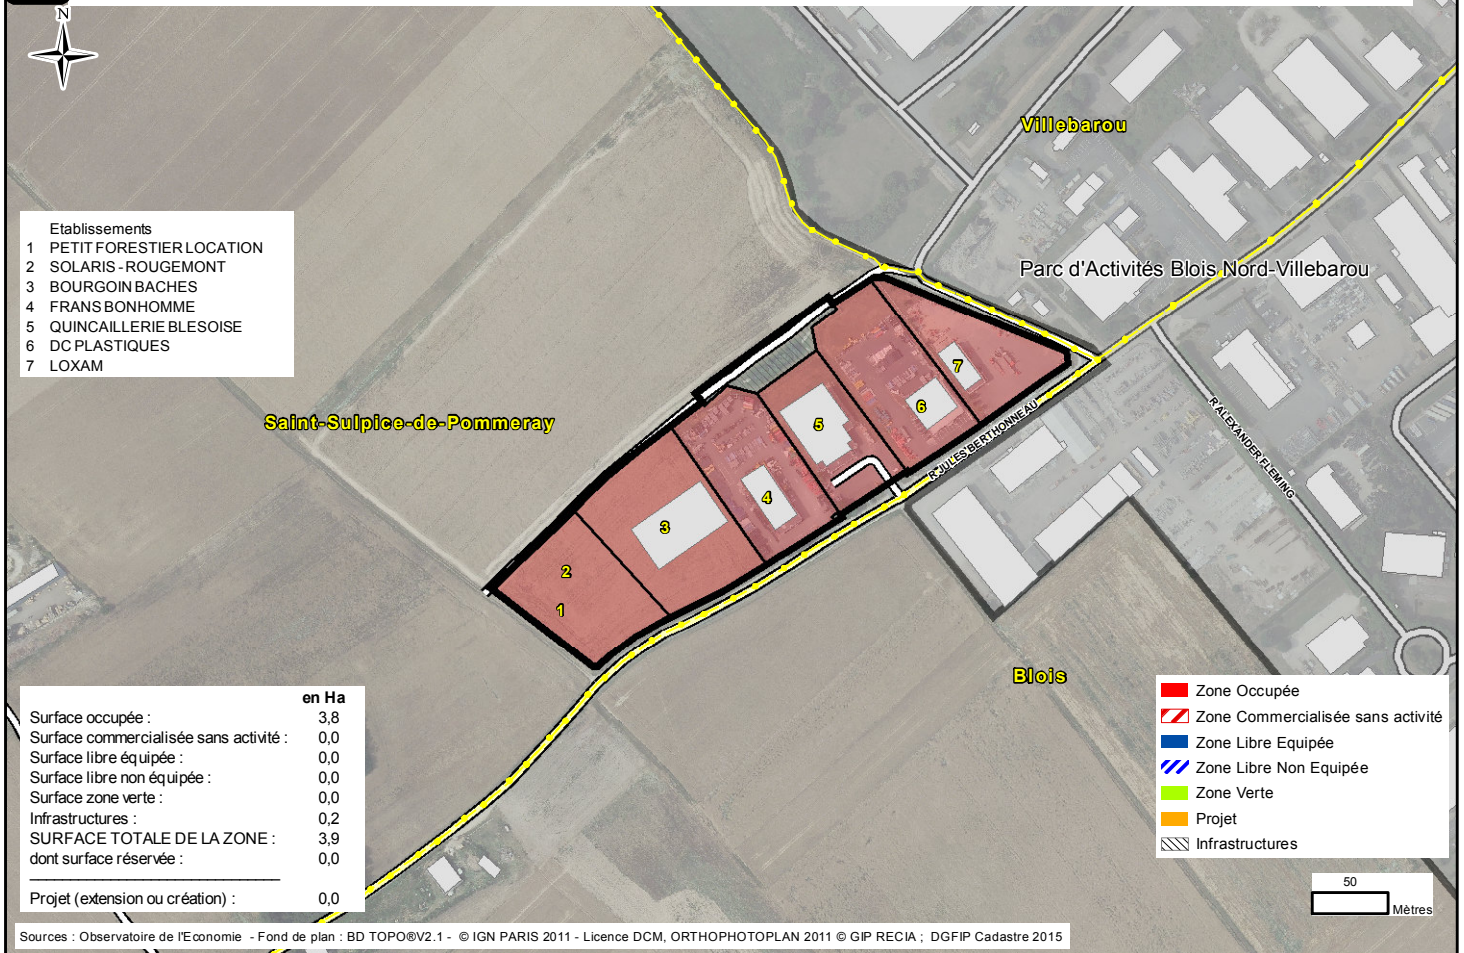 N
Villebarou
Etablissements
1 PETIT FORESTIER LOCATION
2 SOLARIS - ROUGEMONT
3 BOURGOIN BACHES
4 FRANS BONHOMME
5 QUINCAILLERIE BLESOISE
6 DC PLASTIQUES
7 LOXAM
Parc d'Activités Blois Nord-Villebarou
Saint-Sulpice-de-Pommeray
7
6
5
4
3
2
1
R JULES BERTHONNEAU
R ALEXANDER FLEMING
Blois
en Ha
Surface occupée : 3,8
Surface commercialisée sans activité : 0,0
Surface libre équipée : 0,0
Surface libre non équipée : 0,0
Surface zone verte : 0,0
Infrastructures : 0,2
SURFACE TOTALE DE LA ZONE : 3,9
dont surface réservée : 0,0
Projet (extension ou création) : 0,0
Zone Occupée
Zone Commercialisée sans activité
Zone Libre Equipée
Zone Libre Non Equipée
Zone Verte
Projet
Infrastructures
50
Mètres
Sources : Observatoire de l'Economie - Fond de plan : BD TOPO®V2.1 - © IGN PARIS 2011 - Licence DCM, ORTHOPHOTOPLAN 2011 © GIP RECIA ; DGFIP Cadastre 2015